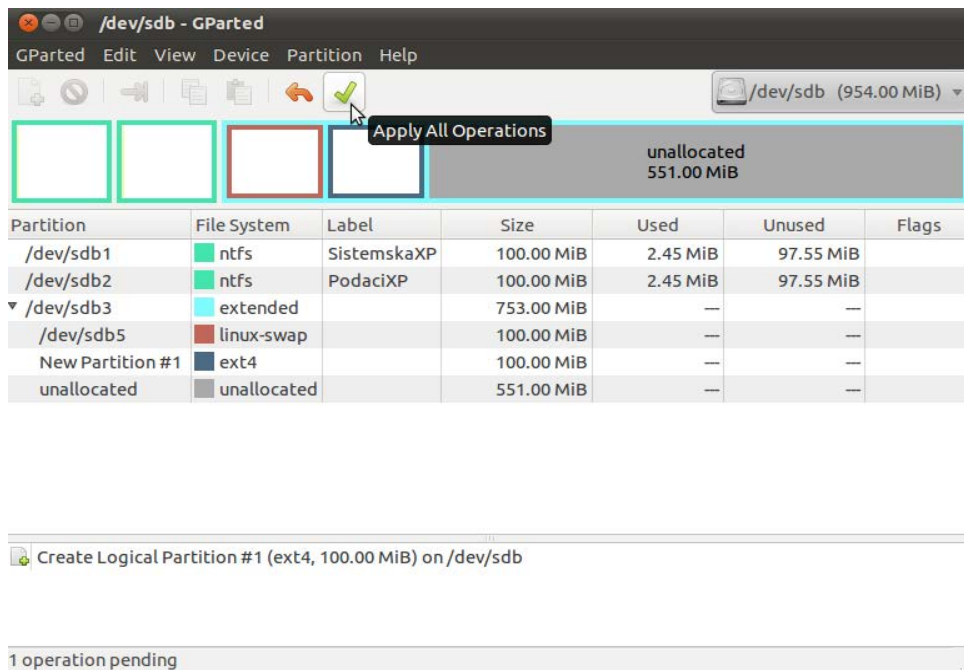 /dev/sdb - GParted
GParted Edit View Device Partition Help
/dev/sdb (954.00 MiB)
Apply All Operations
unallocated
551.00 MiB
Partition File System Label Size Used Unused Flags
/dev/sdb1 ntfs SistemskaXP 100.00 MiB 2.45 MiB 97.55 MiB
/dev/sdb2 ntfs PodaciXP 100.00 MiB 2.45 MiB 97.55 MiB
/dev/sdb3 extended 753.00 MiB --- ---
/dev/sdb5 linux-swap 100.00 MiB --- ---
New Partition #1 ext4 100.00 MiB --- ---
unallocated unallocated 551.00 MiB --- ---
Create Logical Partition #1 (ext4, 100.00 MiB) on /dev/sdb
1 operation pending